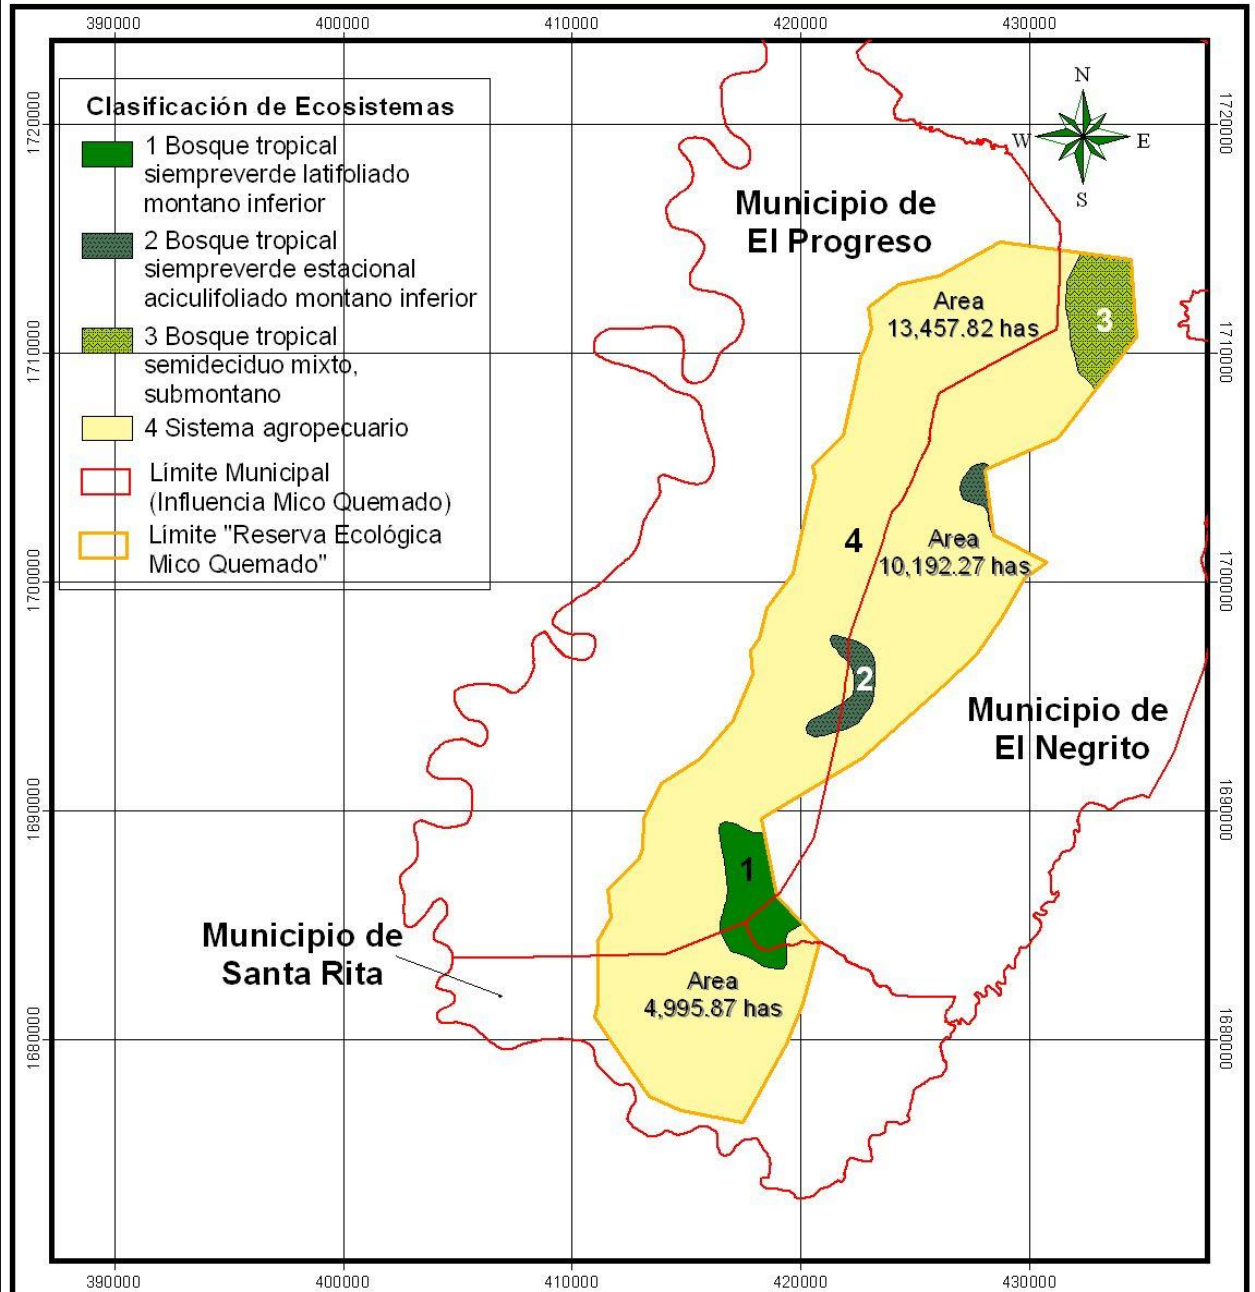 390000
400000
410000
420000
430000
1720000
1710000
1700000
1690000
1680000
Clasificación de Ecosistemas
1 Bosque tropical
siempreverde latifoliado
montano inferior
2 Bosque tropical
siempreverde estacional
aciculifoliado montano inferior
3 Bosque tropical
semideciduo mixto,
submontano
4 Sistema agropecuario
Límite Municipal
(Influencia Mico Quemado)
Límite "Reserva Ecológica
Mico Quemado"
N
W
E
S
Municipio de
El Progreso
Area
13,457.82 has
3
4
Area
10,192.27 has
2
Municipio de
El Negrito
1
Municipio de
Santa Rita
Area
4,995.87 has
1720000
1710000
1700000
1690000
1680000
390000
400000
410000
420000
430000